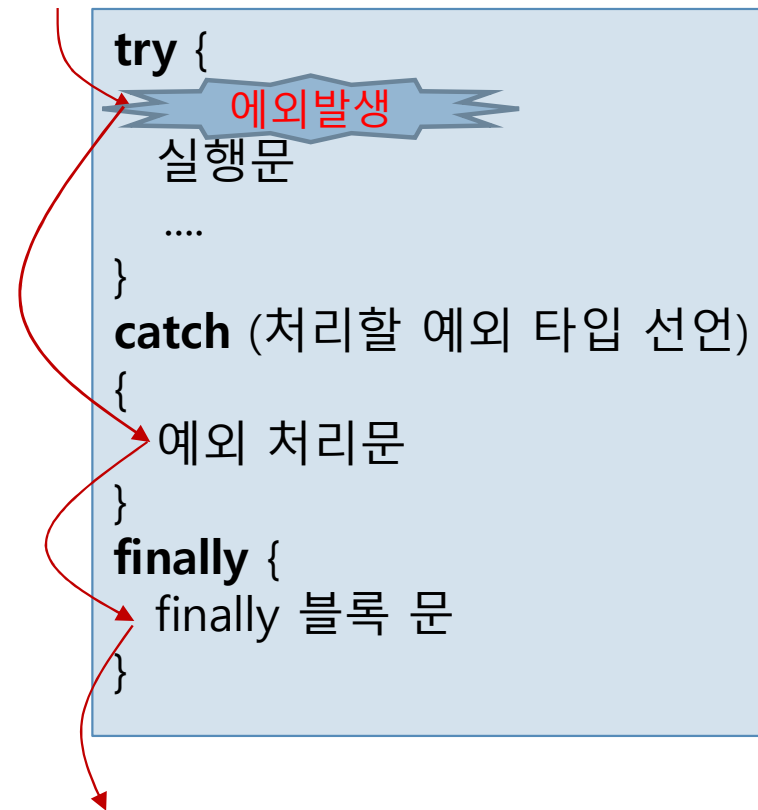 try {
에외발생
실행문
....
}
catch (처리할 예외 타입 선언)
{
예외 처리문
}
finally {
finally 블록 문
}